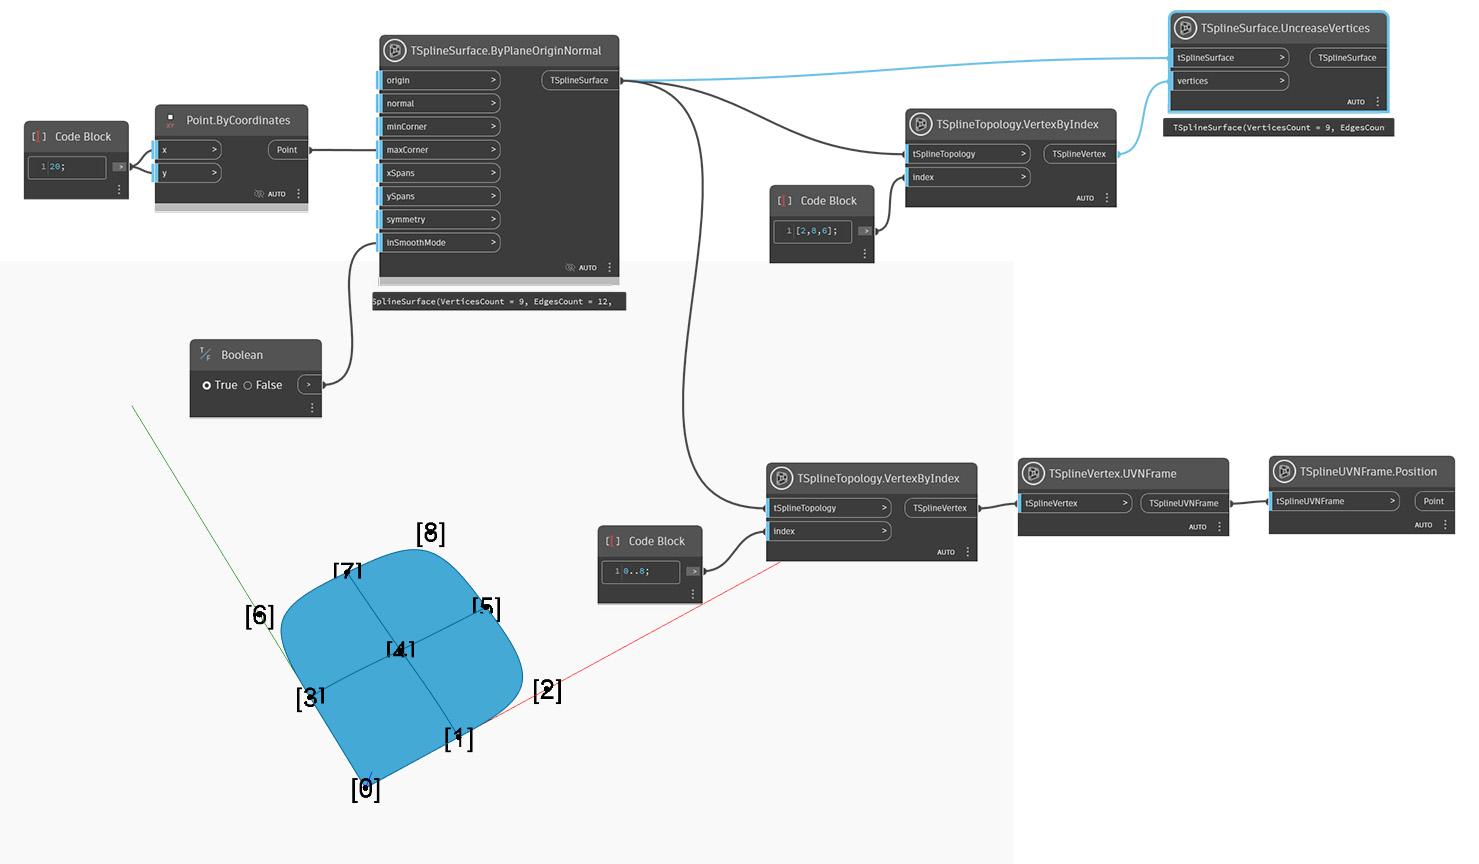 Code Block
1 20;
>
Point.ByCoordinates
x >
y >
Point
AUTO
TSplineSurface.ByPlaneOriginNormal
origin >
normal >
minCorner >
maxCorner >
xSpans >
ySpans >
symmetry >
inSmoothMode >
TSplineSurface
AUTO
SplineSurface(VerticesCount = 9, EdgesCount = 12,
Boolean
True False >
Code Block
1 [2,8,6];
>
TSplineTopology.VertexByIndex
tSplineTopology >
index >
TSplineVertex
AUTO
TSplineSurface.UncreaseVertices
tSplineSurface >
vertices >
TSplineSurface
AUTO
TSplineSurface(VerticesCount = 9, EdgesCoun
Code Block
1 0..8;
>
TSplineTopology.VertexByIndex
tSplineTopology >
index >
TSplineVertex
AUTO
TSplineVertex.UVNFrame
tSplineVertex >
TSplineUVNFrame
AUTO
TSplineUVNFrame.Position
tSplineUVNFrame >
Point
AUTO
[8]
[7]
[6]
[5]
[4]
[3]
[2]
[1]
[0]